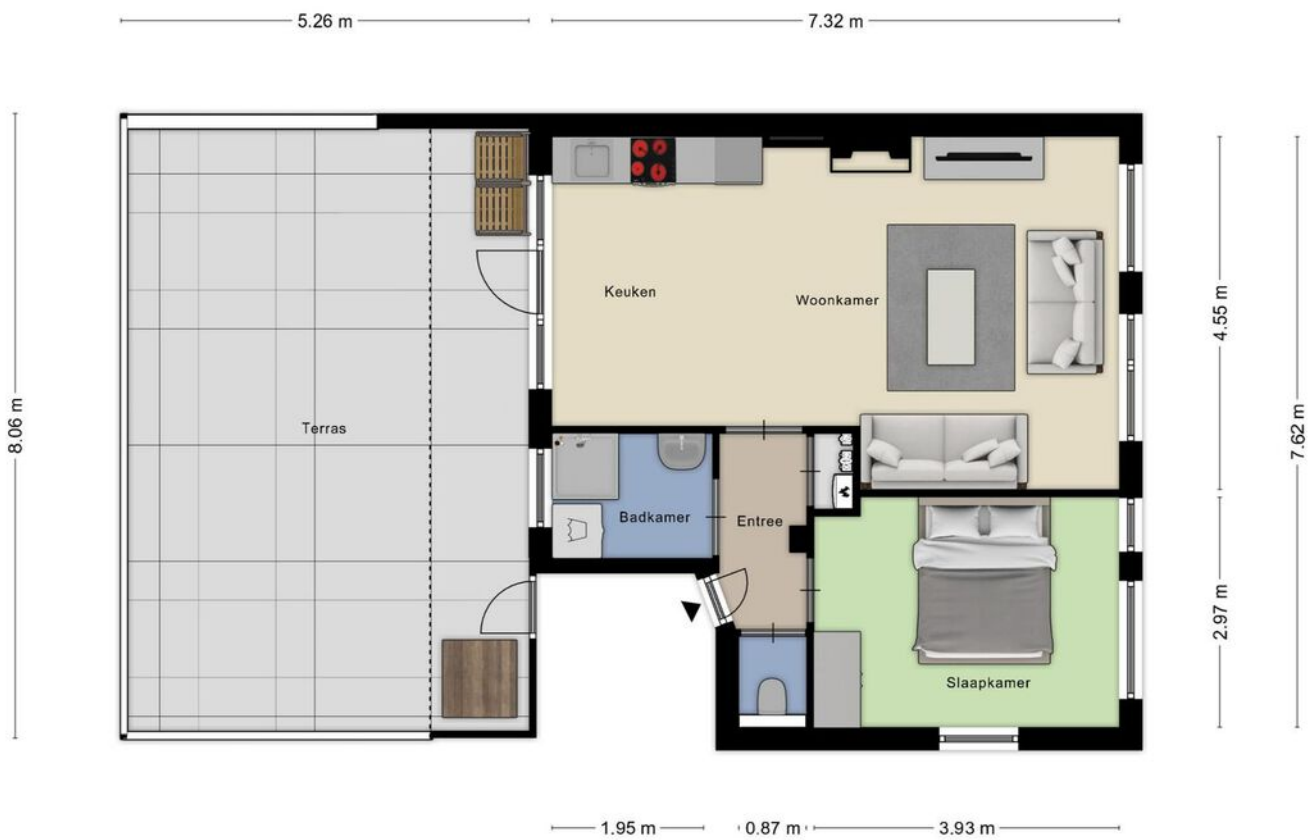 5.26 m
7.32 m
8.06 m
4.55 m
7.62 m
Keuken
Woonkamer
Terras
Badkamer
Entree
2.97 m
Slaapkamer
1.95 m
0.87 m
3.93 m